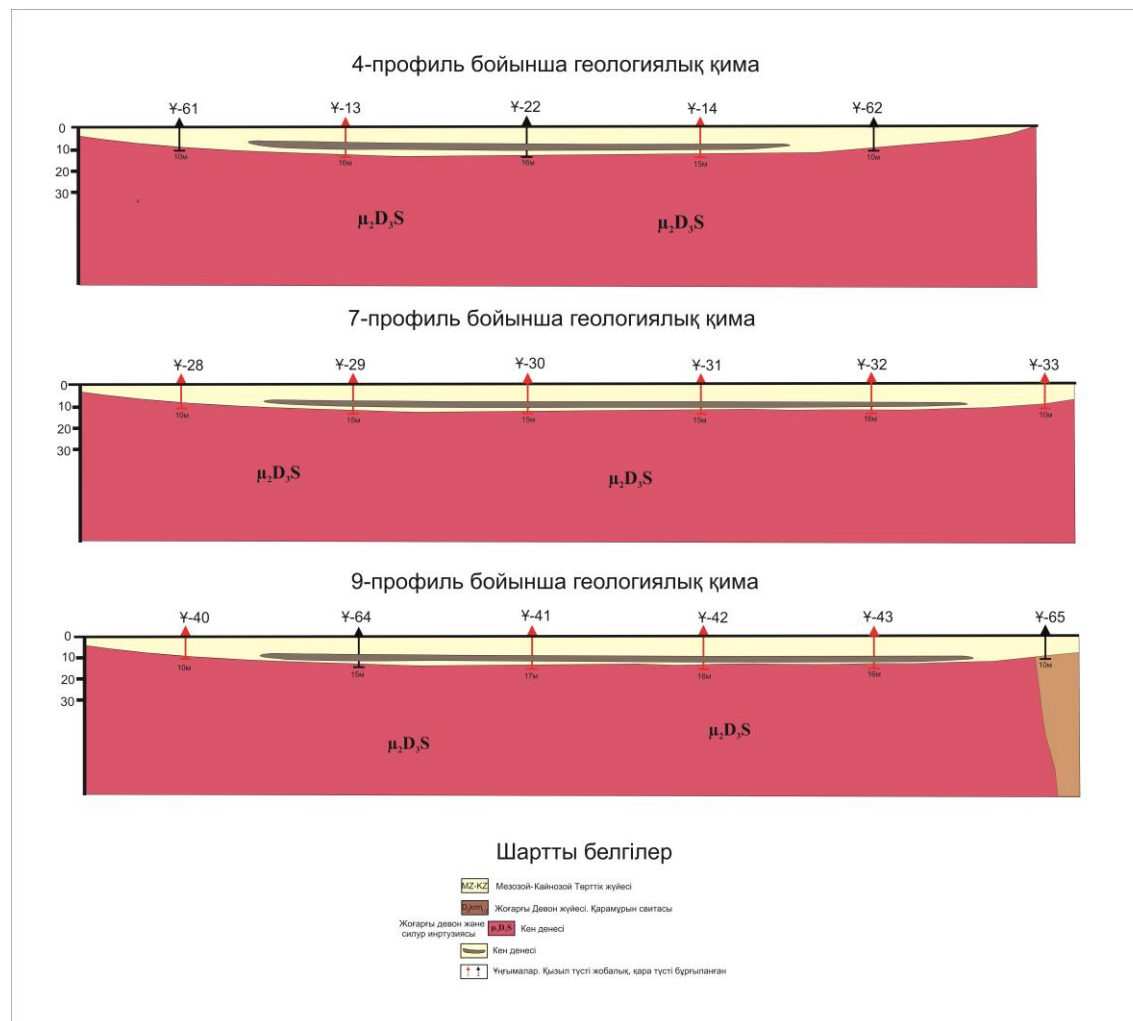 4-профиль бойынша геологиялық қима
Ұ-61 Ұ-13 Ұ-22 Ұ-14 Ұ-62
0
10
20
30
10м 16м 16м 15м 10м
μ₂D₃S μ₂D₃S
7-профиль бойынша геологиялық қима
Ұ-28 Ұ-29 Ұ-30 Ұ-31 Ұ-32 Ұ-33
0
10
20
30
10м 15м 15м 15м 16м 10м
μ₂D₃S μ₂D₃S
9-профиль бойынша геологиялық қима
Ұ-40 Ұ-64 Ұ-41 Ұ-42 Ұ-43 Ұ-65
0
10
20
30
10м 15м 17м 16м 16м 10м
μ₂D₃S μ₂D₃S
Шартты белгілер
MZ-KZ Мезозой-Кайнозой Төрттік жүйесі
Жоғарғы Девон жүйесі. Қарамұрын свитасы
Жоғарғы девон және
силур инртузиясы
μ₂D₃S Кен денесі
Кен денесі
Ұңғымалар. Қызыл түсті жобалық, қара түсті бұрғыланған